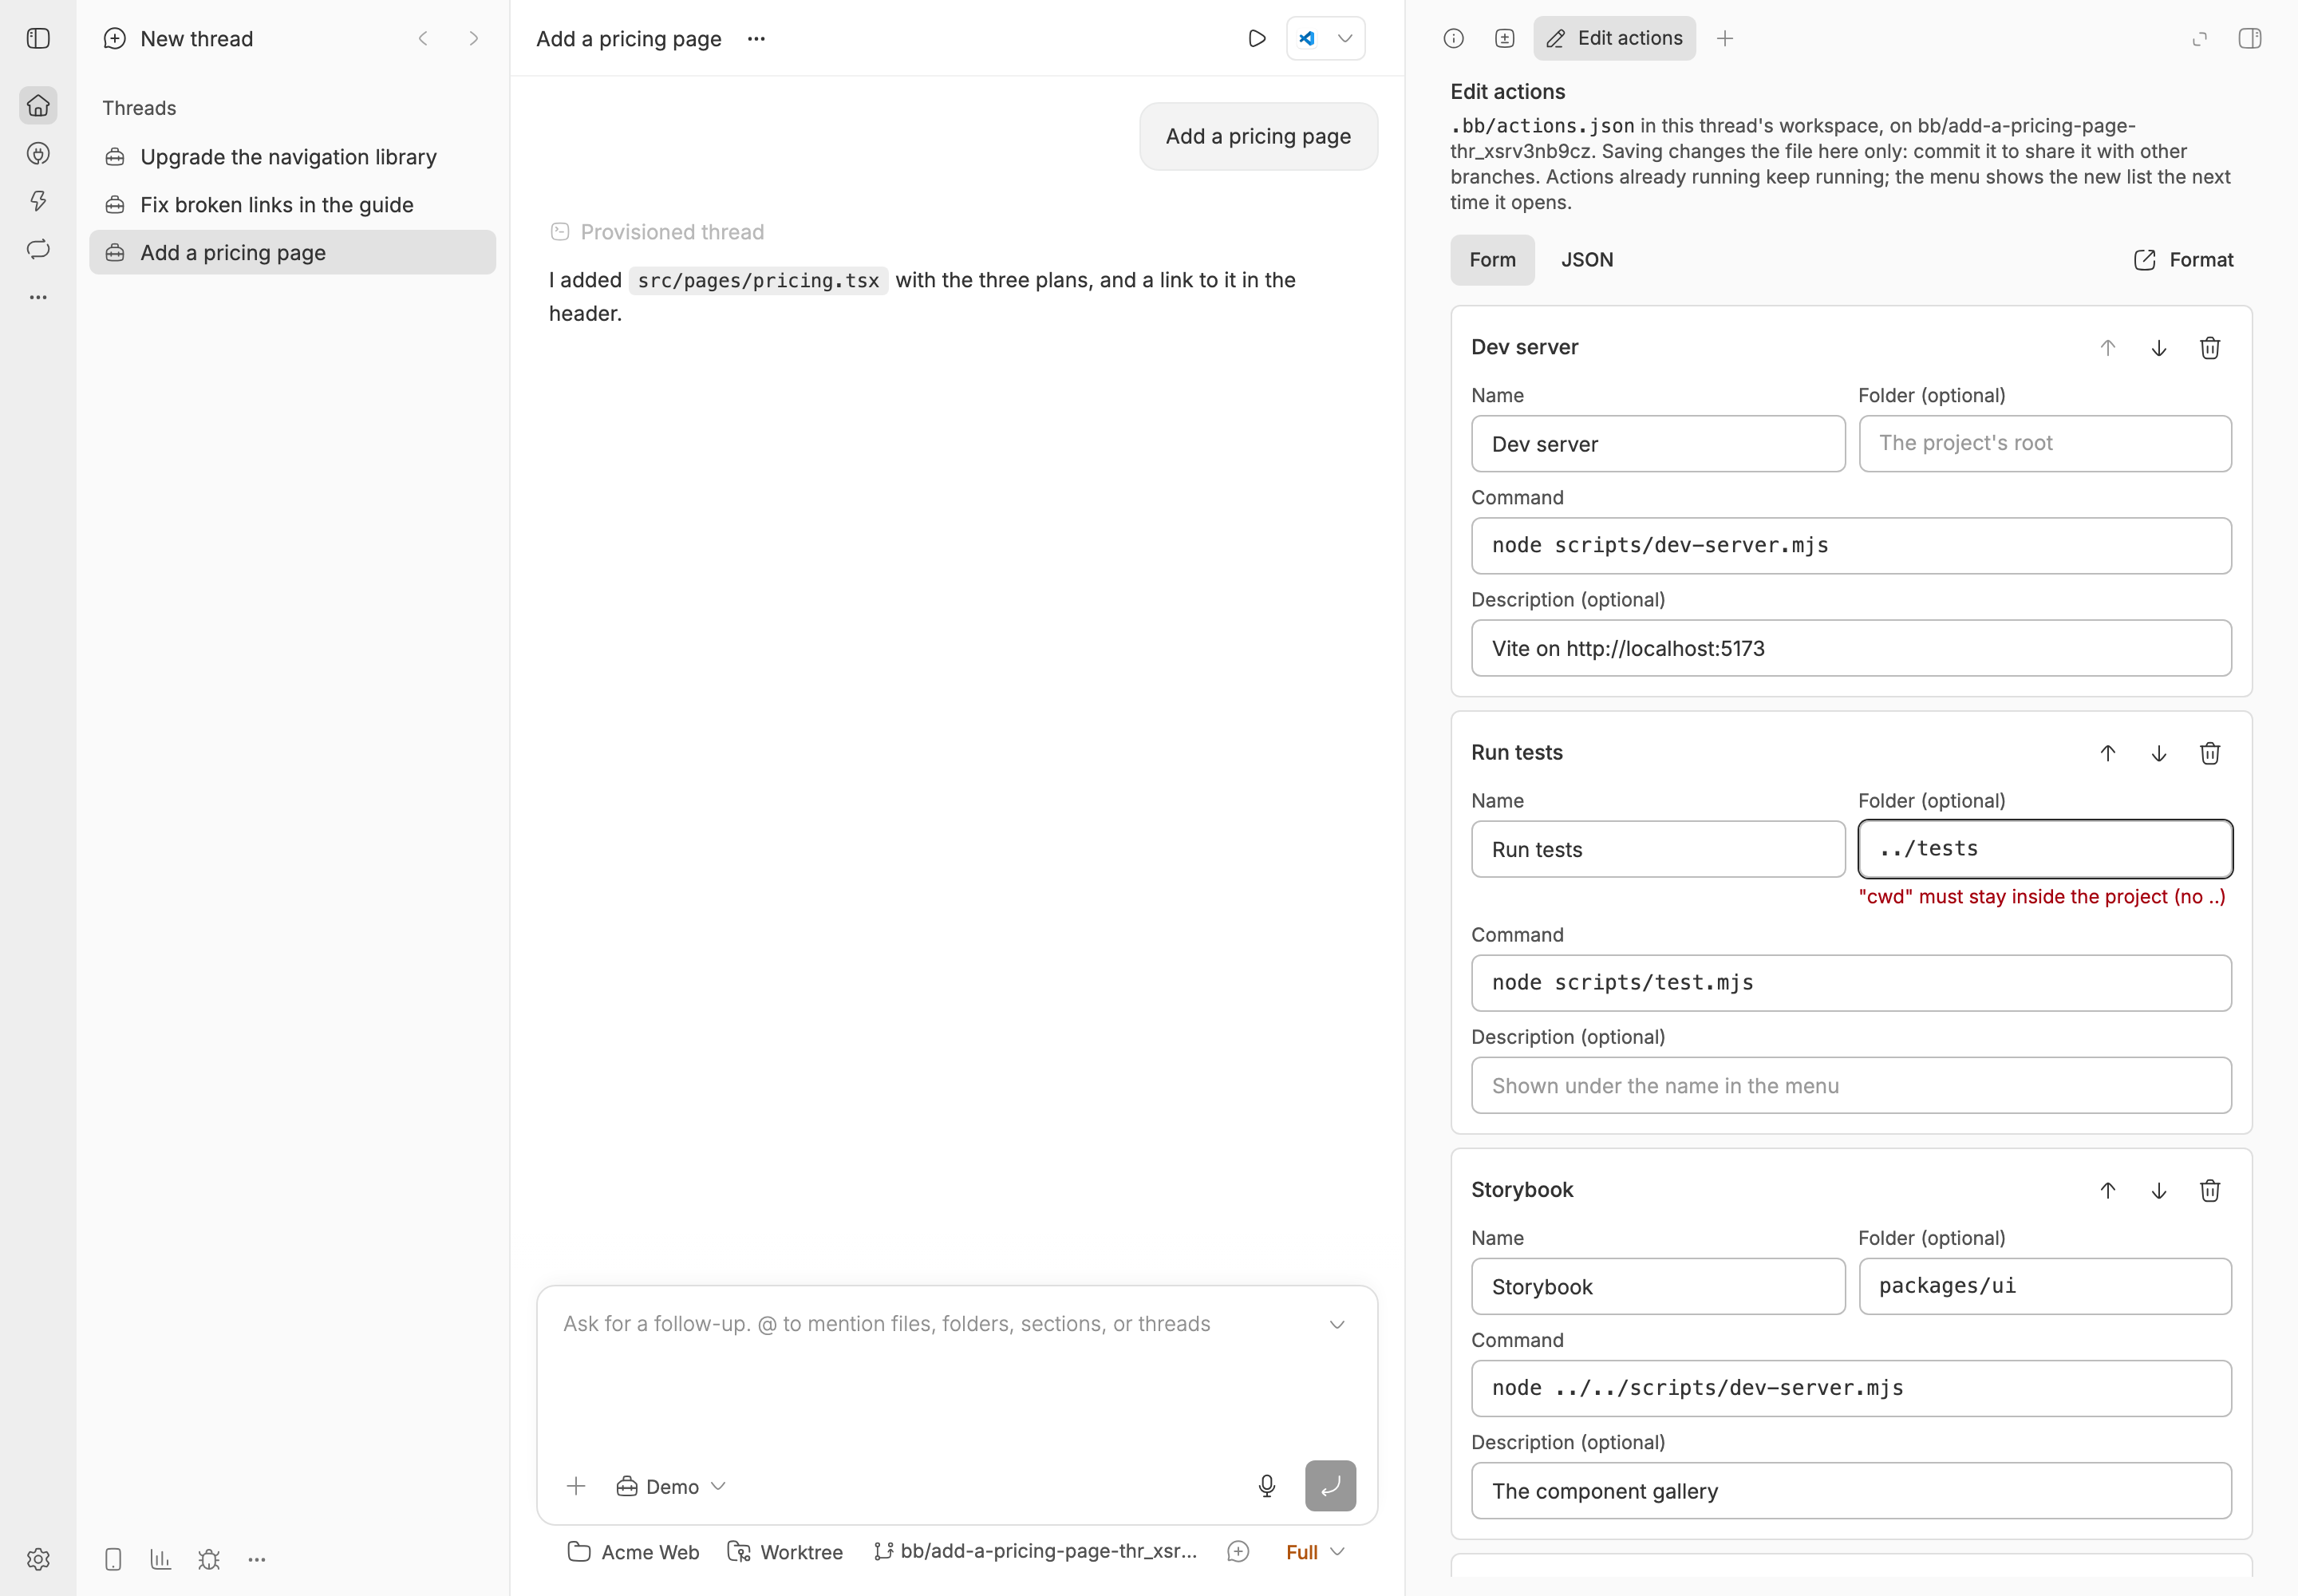 New thread
Threads
Upgrade the navigation library
Fix broken links in the guide
Add a pricing page
Add a pricing page
Add a pricing page
Provisioned thread
I added src/pages/pricing.tsx with the three plans, and a link to it in the
header.
Ask for a follow-up. @ to mention files, folders, sections, or threads
Demo
Acme Web
Worktree
bb/add-a-pricing-page-thr_xsr...
Full
Edit actions
Edit actions
.bb/actions.json in this thread's workspace, on bb/add-a-pricing-page-
thr_xsrv3nb9cz. Saving changes the file here only: commit it to share it with other
branches. Actions already running keep running; the menu shows the new list the next
time it opens.
Form
JSON
Format
Dev server
Name
Folder (optional)
Dev server
The project's root
Command
node scripts/dev-server.mjs
Description (optional)
Vite on http://localhost:5173
Run tests
Name
Folder (optional)
Run tests
../tests
"cwd" must stay inside the project (no ..)
Command
node scripts/test.mjs
Description (optional)
Shown under the name in the menu
Storybook
Name
Folder (optional)
Storybook
packages/ui
Command
node ../../scripts/dev-server.mjs
Description (optional)
The component gallery